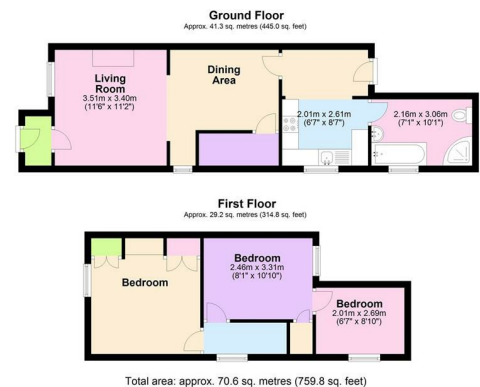 Ground Floor
Approx. 41.3 sq. metres (445.0 sq. feet)
Living
Room
3.51m x 3.40m
(11'6" x 11'2")
Dining
Area
2.01m x 2.61m
(6'7" x 8'7")
2.16m x 3.06m
(7'1" x 10'1")
First Floor
Approx. 29.2 sq. metres (314.8 sq. feet)
Bedroom
Bedroom
2.46m x 3.31m
(8'1" x 10'10")
Bedroom
2.01m x 2.69m
(6'7" x 8'10")
Total area: approx. 70.6 sq. metres (759.8 sq. feet)